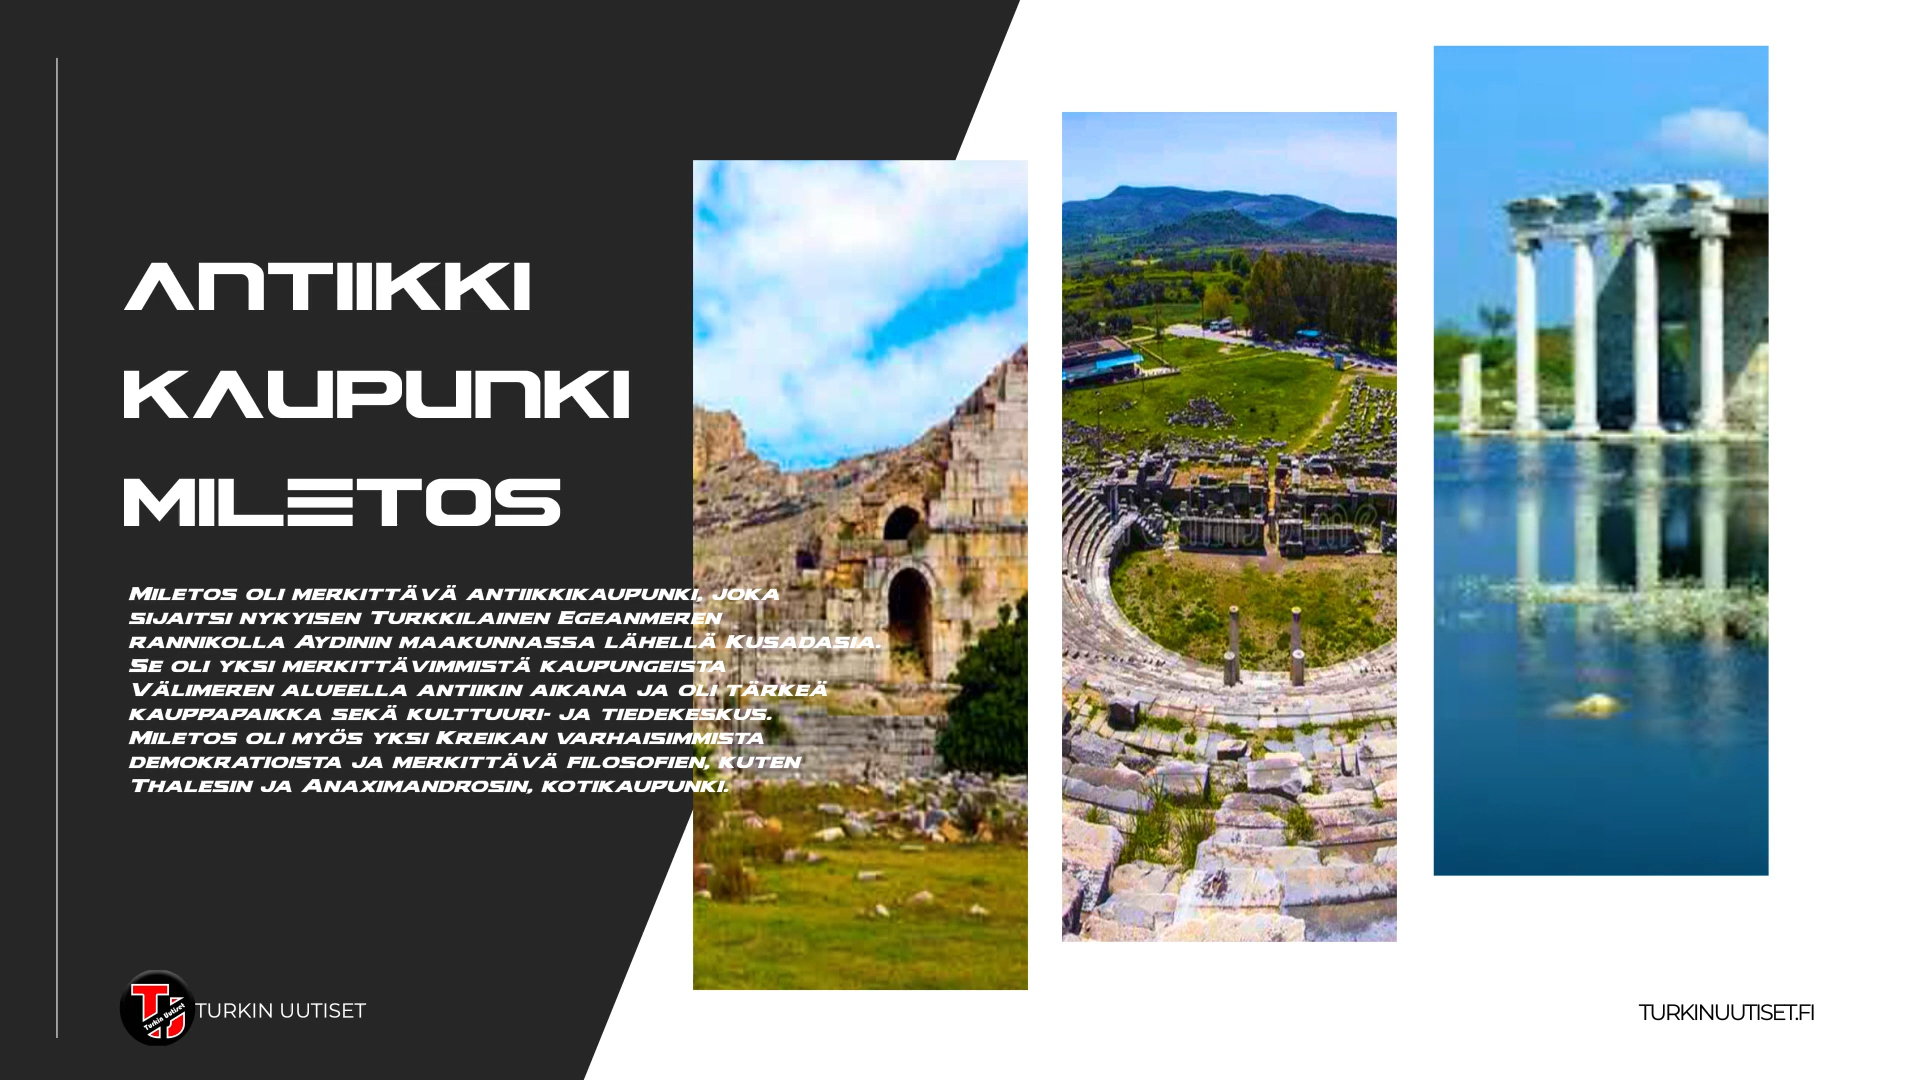 ANTIIKKI
KAUPUNKI
MILETOS
Miletos oli merkittävä antiikkikaupunki, joka
sijaitsi nykyisen Turkkilainen Egeanmeren
rannikolla Aydinin maakunnassa lähellä Kusadasia.
Se oli yksi merkittävimmistä kaupungeista
Välimeren alueella antiikin aikana ja oli tärkeä
kauppapaikka sekä kulttuuri- ja tiedekeskus.
Miletos oli myös yksi Kreikan varhaisimmista
demokratioista ja merkittävä filosofien, kuten
Thalesin ja Anaximandrosin, kotikaupunki.
Turkin Uutiset
TURKIN UUTISET
TURKINUUTISET.FI